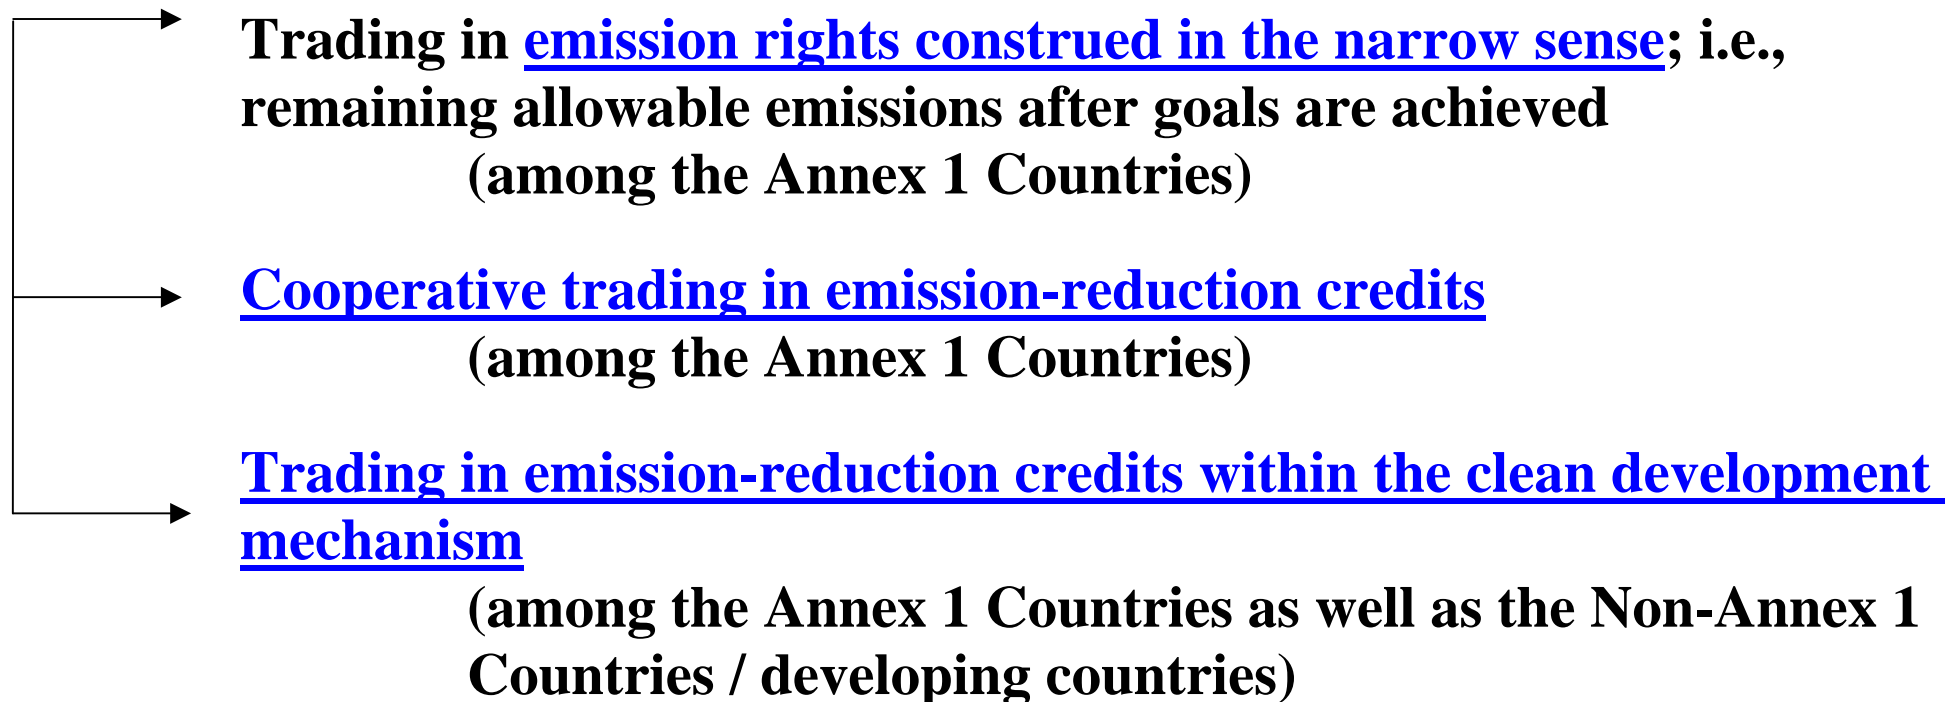 Trading in emission rights construed in the narrow sense; i.e.,
remaining allowable emissions after goals are achieved
(among the Annex 1 Countries)
Cooperative trading in emission-reduction credits
(among the Annex 1 Countries)
Trading in emission-reduction credits within the clean development
mechanism
(among the Annex 1 Countries as well as the Non-Annex 1
Countries / developing countries)